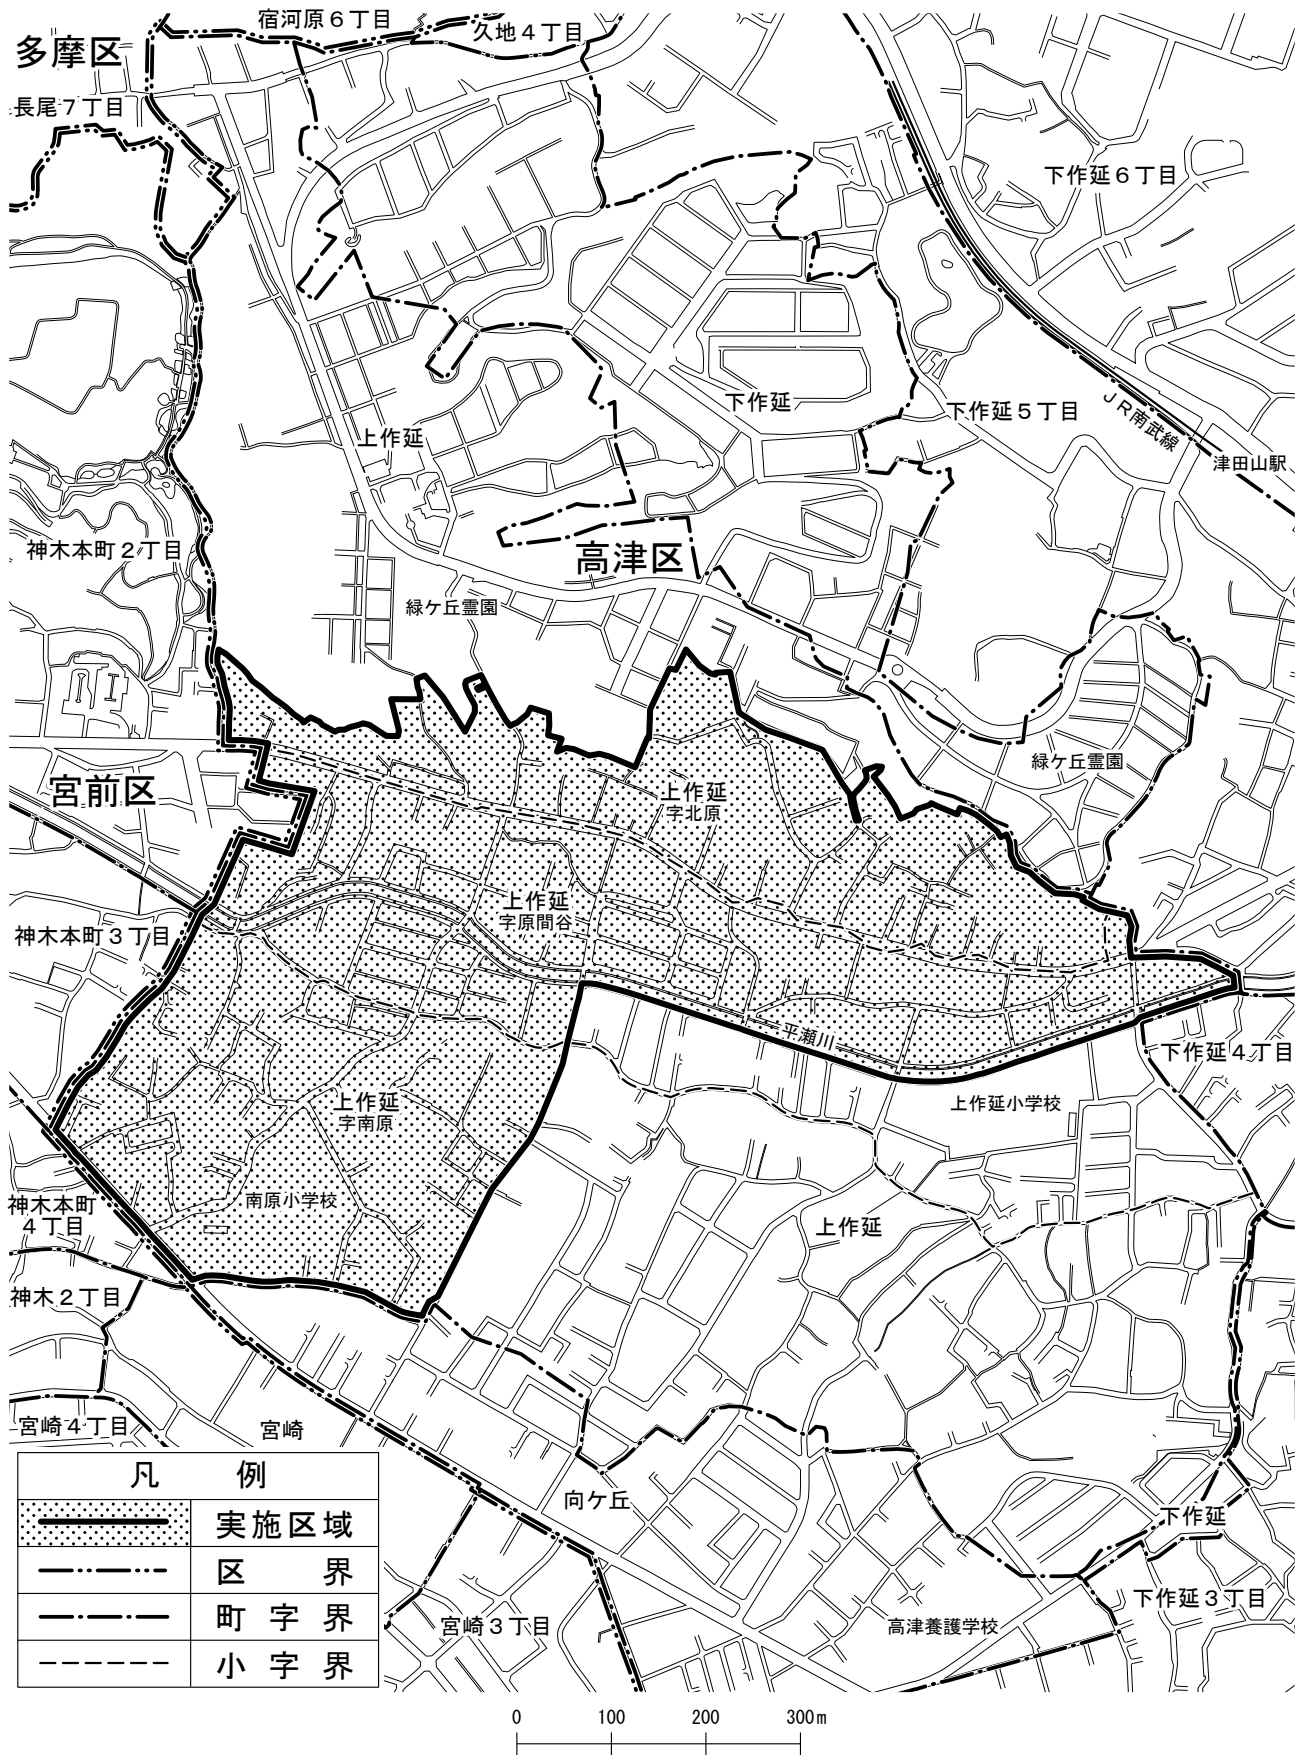 宿河原６丁目
久地４丁目
多摩区
長尾７丁目
下作延６丁目
下作延
下作延５丁目
ＪＲ南武線
津田山駅
上作延
神木本町２丁目
高津区
緑ケ丘霊園
緑ケ丘霊園
宮前区
上作延
字北原
上作延
字原間谷
神木本町３丁目
平瀬川
下作延４丁目
上作延小学校
上作延
字南原
南原小学校
神木本町
４丁目
上作延
神木２丁目
宮崎４丁目
宮崎
向ケ丘
下作延
下作延３丁目
宮崎３丁目
高津養護学校
凡　例
実施区域
区　界
町字界
小字界
0 100 200 300m